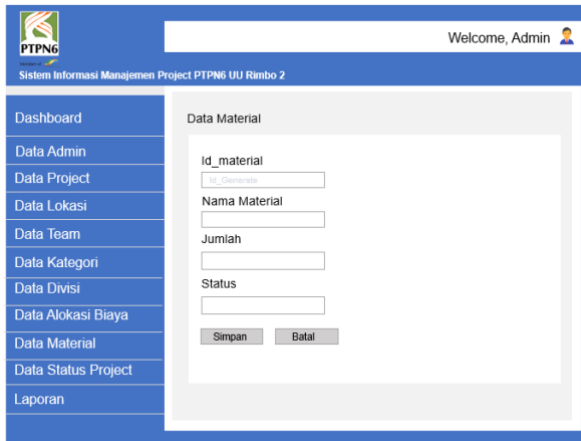 PTPN6
Welcome, Admin
Sistem Informasi Manajemen Project PTPN6 UU Rimbo 2
Dashboard
Data Admin
Data Project
Data Lokasi
Data Team
Data Kategori
Data Divisi
Data Alokasi Biaya
Data Material
Data Status Project
Laporan
Data Material
Id_material
Id_Generate
Nama Material
Jumlah
Status
Simpan
Batal